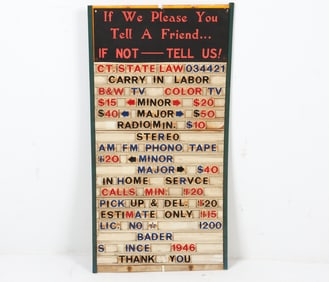 If We Please You
Tell A Friend...
IF NOT — TELL US!
CT. STATE LAW 034421
CARRY IN LABOR
B&W TV COLOR TV
$15 ← MINOR → $20
$40 ← MAJOR → $50
RADIO MIN. $10
STEREO
AM FM PHONO TAPE
$20 ← MINOR
MAJOR → $40
IN HOME SERVCE
CALLS MIN: $20
PICK UP & DEL: $20
ESTIMATE ONLY $15
LIC. NO 1200
BADER
S INCE 1946
THANK YOU